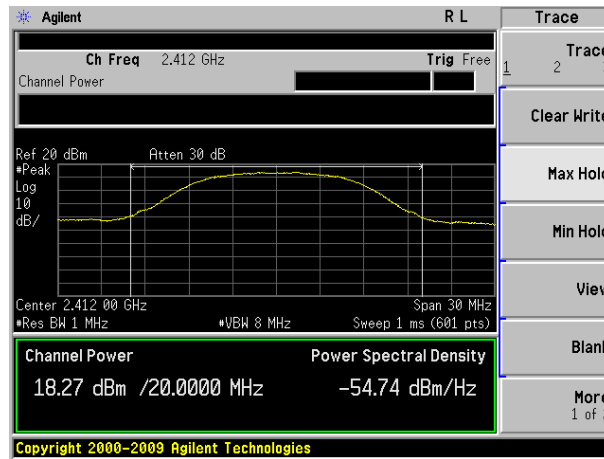 Agilent R L Trace
Ch Freq 2.412 GHz Trig Free
Channel Power
Trace
1 2
Clear Write
Max Hold
Min Hold
View
Blank
More
1 of
Ref 20 dBm Atten 30 dB
#Peak
Log
10
dB/
Center 2.412 00 GHz Span 30 MHz
#Res BW 1 MHz #VBW 8 MHz Sweep 1 ms (601 pts)
Channel Power Power Spectral Density
18.27 dBm /20.0000 MHz -54.74 dBm/Hz
Copyright 2000-2009 Agilent Technologies